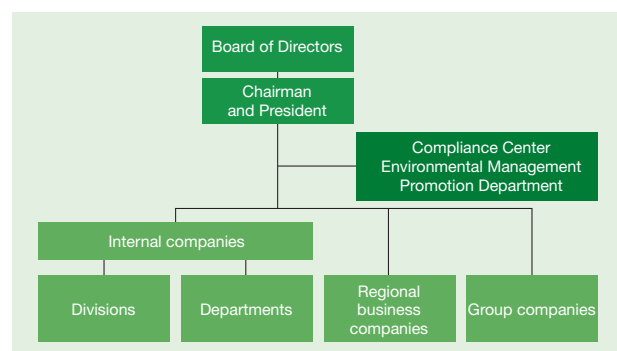 Board of Directors
Chairman
and President
Compliance Center
Environmental Management
Promotion Department
Internal companies
Divisions
Departments
Regional
business
companies
Group companies